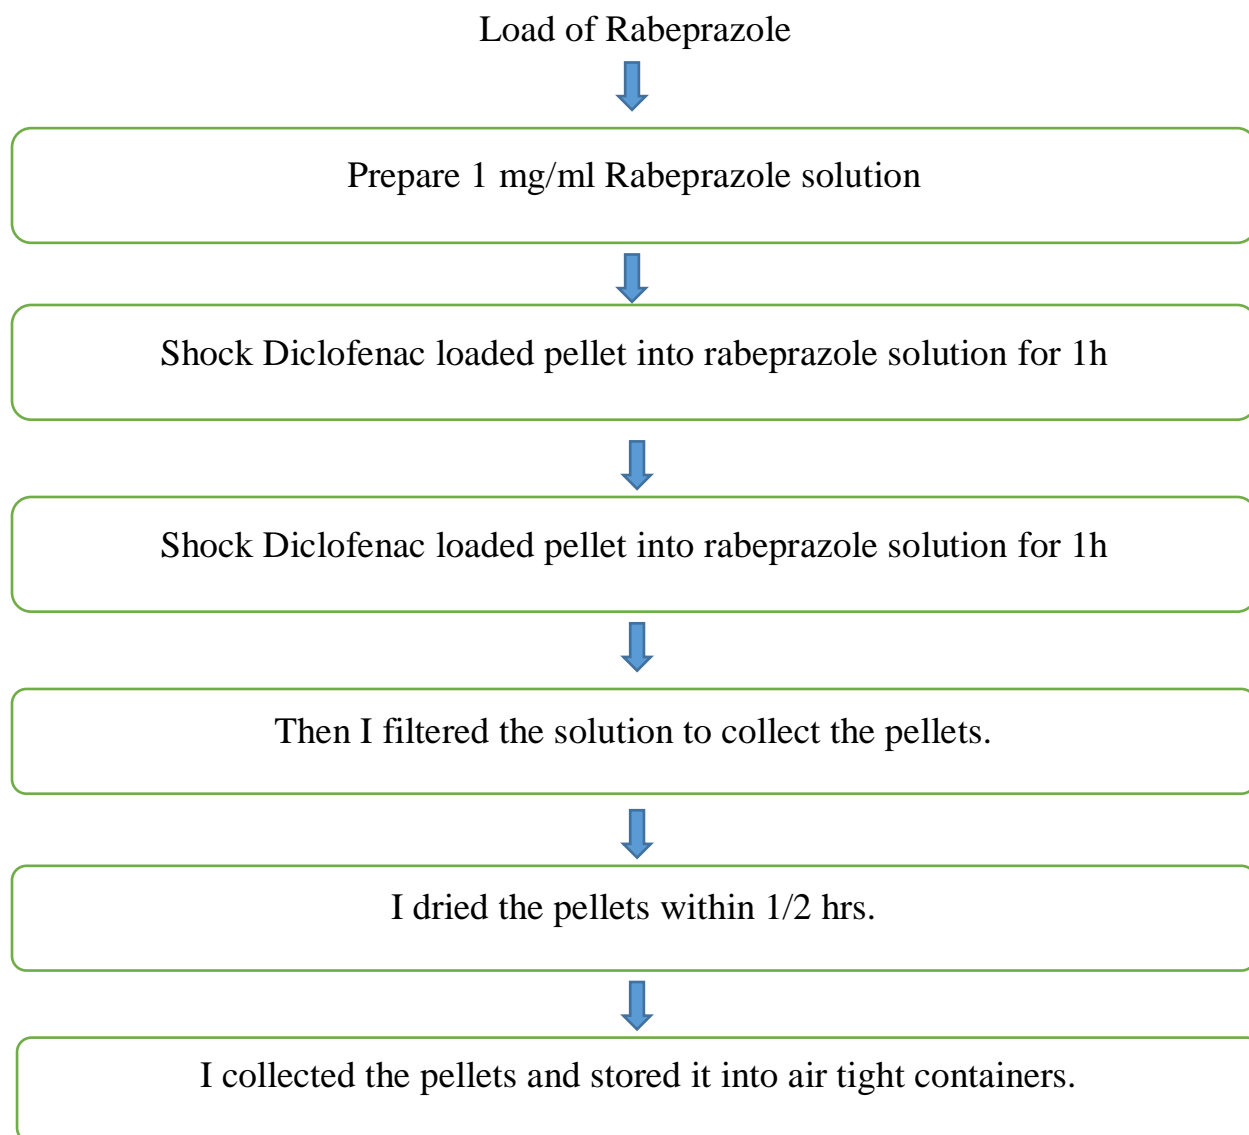 Load of Rabeprazole
Prepare 1 mg/ml Rabeprazole solution
Shock Diclofenac loaded pellet into rabeprazole solution for 1h
Shock Diclofenac loaded pellet into rabeprazole solution for 1h
Then I filtered the solution to collect the pellets.
I dried the pellets within 1/2 hrs.
I collected the pellets and stored it into air tight containers.